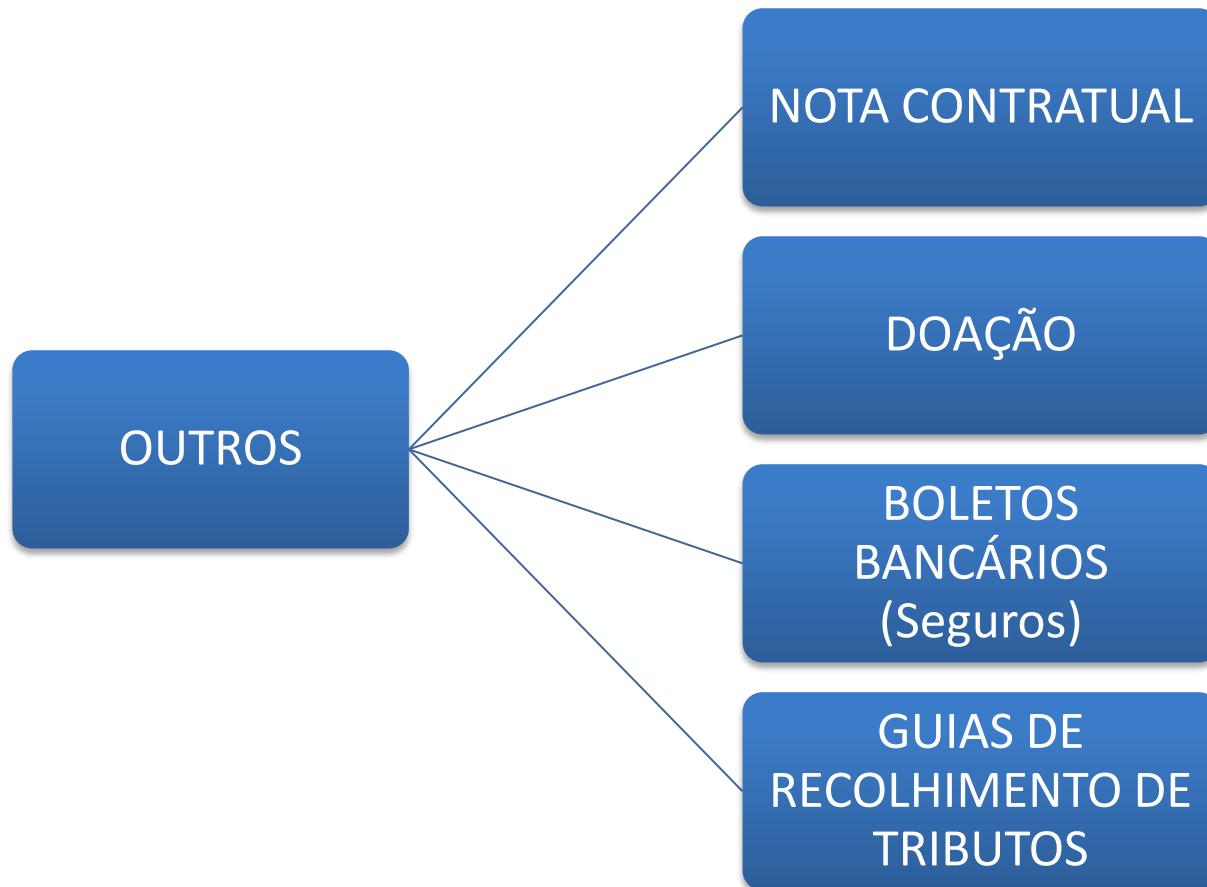 OUTROS
NOTA CONTRATUAL
DOAÇÃO
BOLETOS
BANCÁRIOS
(Seguros)
GUIAS DE
RECOLHIMENTO DE
TRIBUTOS